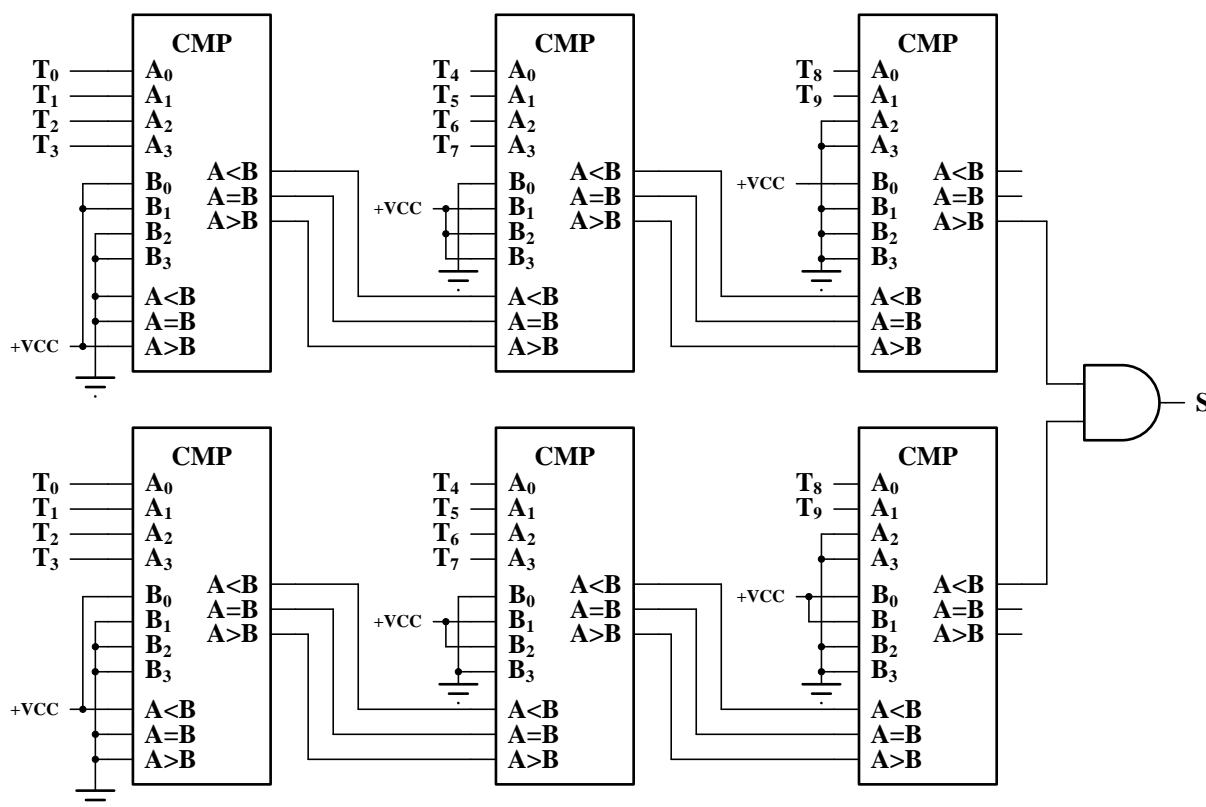 CMP
T₀ A₀
T₁ A₁
T₂ A₂
T₃ A₃
A<B
B₀ A=B
B₁ A>B
B₂
B₃
A<B
A=B
+VCC A>B
CMP
T₄ A₀
T₅ A₁
T₆ A₂
T₇ A₃
A<B
B₀ A=B
+VCC B₁ A>B
B₂
B₃
A<B
A=B
A>B
CMP
T₈ A₀
T₉ A₁
A₂
A₃
A<B
+VCC B₀ A=B
B₁ A>B
B₂
B₃
A<B
A=B
A>B
S
CMP
T₀ A₀
T₁ A₁
T₂ A₂
T₃ A₃
A<B
B₀ A=B
B₁ A>B
B₂
B₃
+VCC A<B
A=B
A>B
CMP
T₄ A₀
T₅ A₁
T₆ A₂
T₇ A₃
A<B
B₀ A=B
+VCC B₁ A>B
B₂
B₃
A<B
A=B
A>B
CMP
T₈ A₀
T₉ A₁
A₂
A₃
A<B
+VCC B₀ A=B
B₁ A>B
B₂
B₃
A<B
A=B
A>B